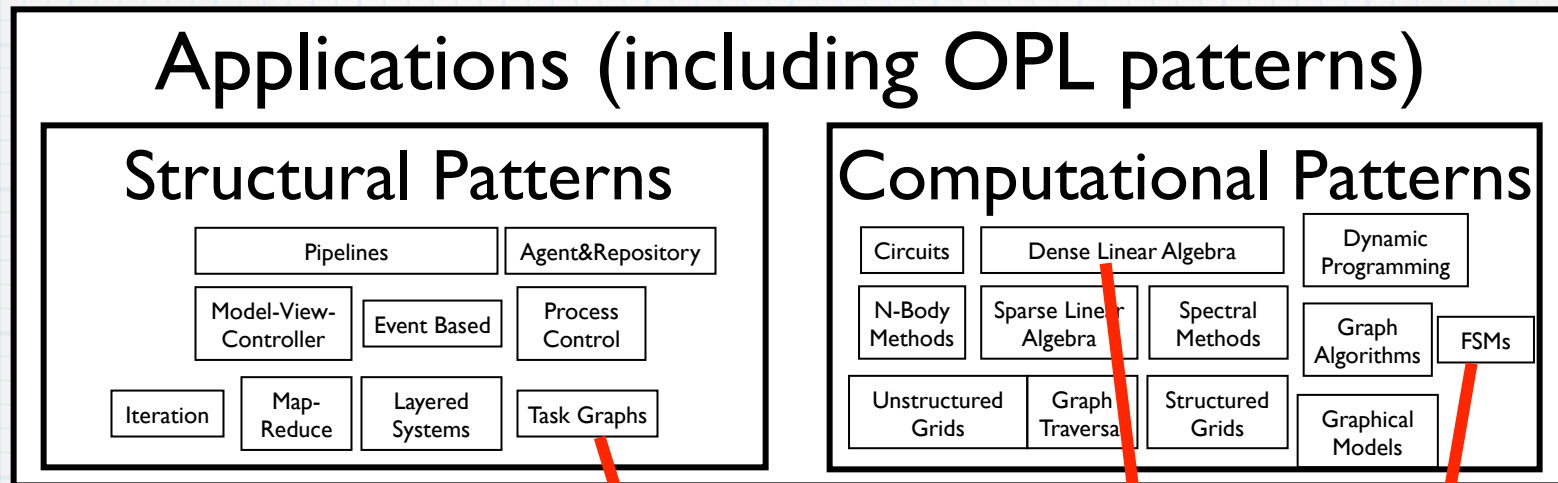 Applications (including OPL patterns)
Structural Patterns
Pipelines
Agent&Repository
Model-View-
Controller
Event Based
Process
Control
Iteration
Map-
Reduce
Layered
Systems
Task Graphs
Computational Patterns
Circuits
Dense Linear Algebra
Dynamic
Programming
N-Body
Methods
Sparse Linear
Algebra
Spectral
Methods
Graph
Algorithms
FSMs
Unstructured
Grids
Graph
Traversal
Structured
Grids
Graphical
Models